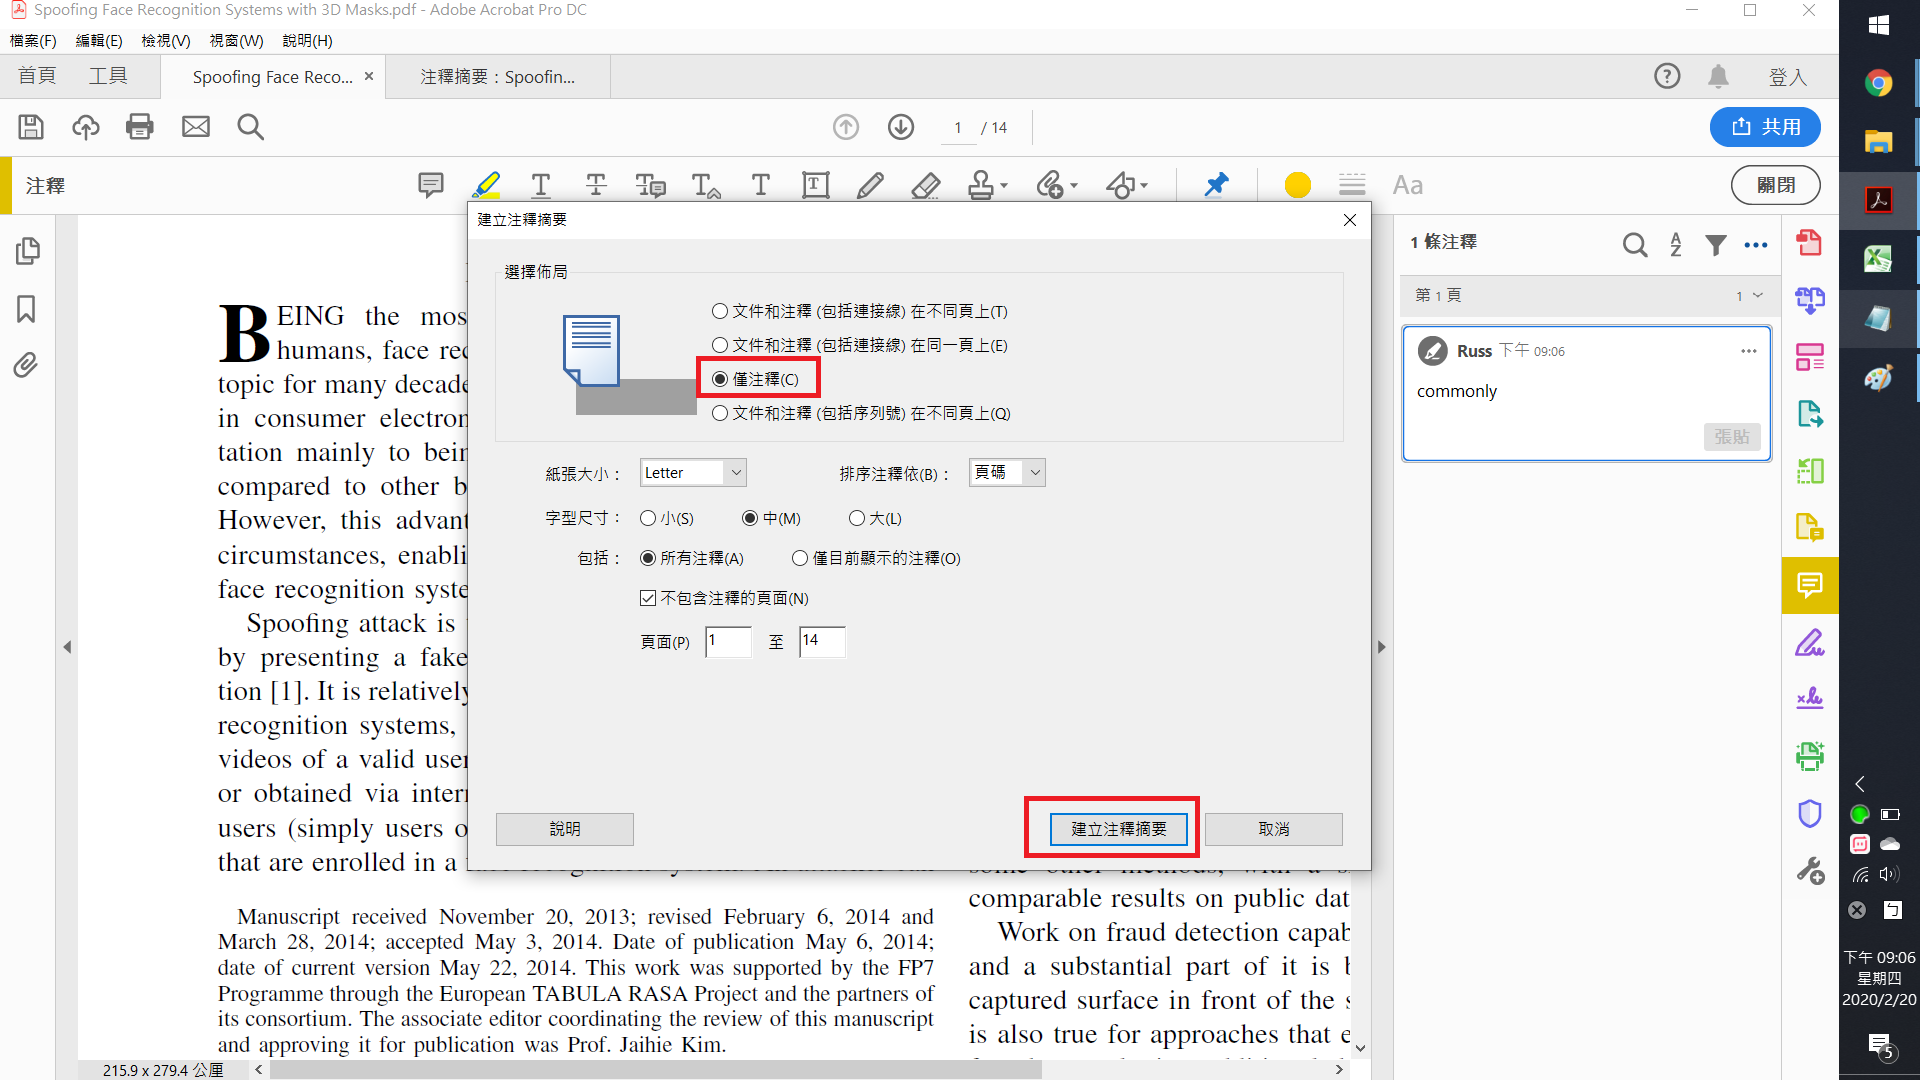 Spoofing Face Recognition Systems with 3D Masks.pdf - Adobe Acrobat Pro DC
檔案(F) 編輯(E) 檢視(V) 視窗(W) 說明(H)
首頁 工具 Spoofing Face Reco... × 注釋摘要：Spoofin... 登入
1 / 14 共用
注釋 Aa 關閉
建立注釋摘要
選擇佈局
文件和注釋 (包括連接線) 在不同頁上(T)
文件和注釋 (包括連接線) 在同一頁上(E)
僅注釋(C)
文件和注釋 (包括序列號) 在不同頁上(Q)
紙張大小： Letter 排序注釋依(B)： 頁碼
字型尺寸： 小(S) 中(M) 大(L)
包括： 所有注釋(A) 僅目前顯示的注釋(O)
不包含注釋的頁面(N)
頁面(P) 1 至 14
說明 建立注釋摘要 取消
BEING the mos
humans, face rec
topic for many decade
in consumer electron
tation mainly to bein
compared to other b
However, this advant
circumstances, enabli
face recognition syste
Spoofing attack is
by presenting a fake
tion [1]. It is relatively
recognition systems,
videos of a valid user
or obtained via intern
users (simply users o
that are enrolled in a
Manuscript received November 20, 2013; revised February 6, 2014 and
March 28, 2014; accepted May 3, 2014. Date of publication May 6, 2014;
date of current version May 22, 2014. This work was supported by the FP7
Programme through the European TABULA RASA Project and the partners of
its consortium. The associate editor coordinating the review of this manuscript
and approving it for publication was Prof. Jaihie Kim.
some other methods, with a s
comparable results on public dat
Work on fraud detection capab
and a substantial part of it is b
captured surface in front of the s
is also true for approaches that e
215.9 x 279.4 公厘
1 條注釋
第 1 頁 1
Russ 下午 09:06
commonly
張貼
ㄅ
下午 09:06
星期四
2020/2/20
5